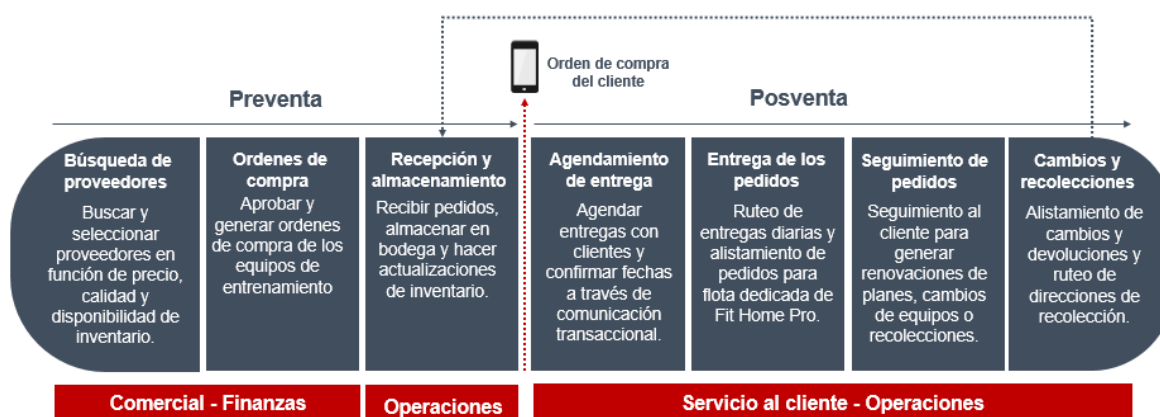 Orden de compra
del cliente
Preventa
Posventa
Búsqueda de
proveedores
Buscar y
seleccionar
proveedores en
función de precio,
calidad y
disponibilidad de
inventario.
Ordenes de
compra
Aprobar y
generar ordenes
de compra de los
equipos de
entrenamiento
Recepción y
almacenamiento
Recibir pedidos,
almacenar en
bodega y hacer
actualizaciones
de inventario.
Agendamiento
de entrega
Agendar
entregas con
clientes y
confirmar fechas
a través de
comunicación
transaccional.
Entrega de los
pedidos
Ruteo de
entregas diarias y
alistamiento de
pedidos para
flota dedicada de
Fit Home Pro.
Seguimiento de
pedidos
Seguimiento al
cliente para
generar
renovaciones de
planes, cambios
de equipos o
recolecciones.
Cambios y
recolecciones
Alistamiento de
cambios y
devoluciones y
ruteo de
direcciones de
recolección.
Comercial - Finanzas
Operaciones
Servicio al cliente - Operaciones